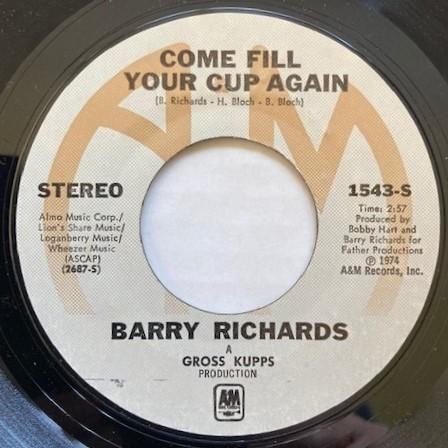 COME FILL
YOUR CUP AGAIN
(B. Richards - H. Bloch - B. Bloch)
STEREO
Almo Music Corp./
Lion's Share Music/
Loganberry Music/
Wheezer Music
(ASCAP)
(2687-S)
1543-S
Time: 2:57
Produced by
Bobby Hart and
Barry Richards for
Father Productions
℗ 1974
A&M Records, Inc.
BARRY RICHARDS
A
GROSS KUPPS
PRODUCTION
AM